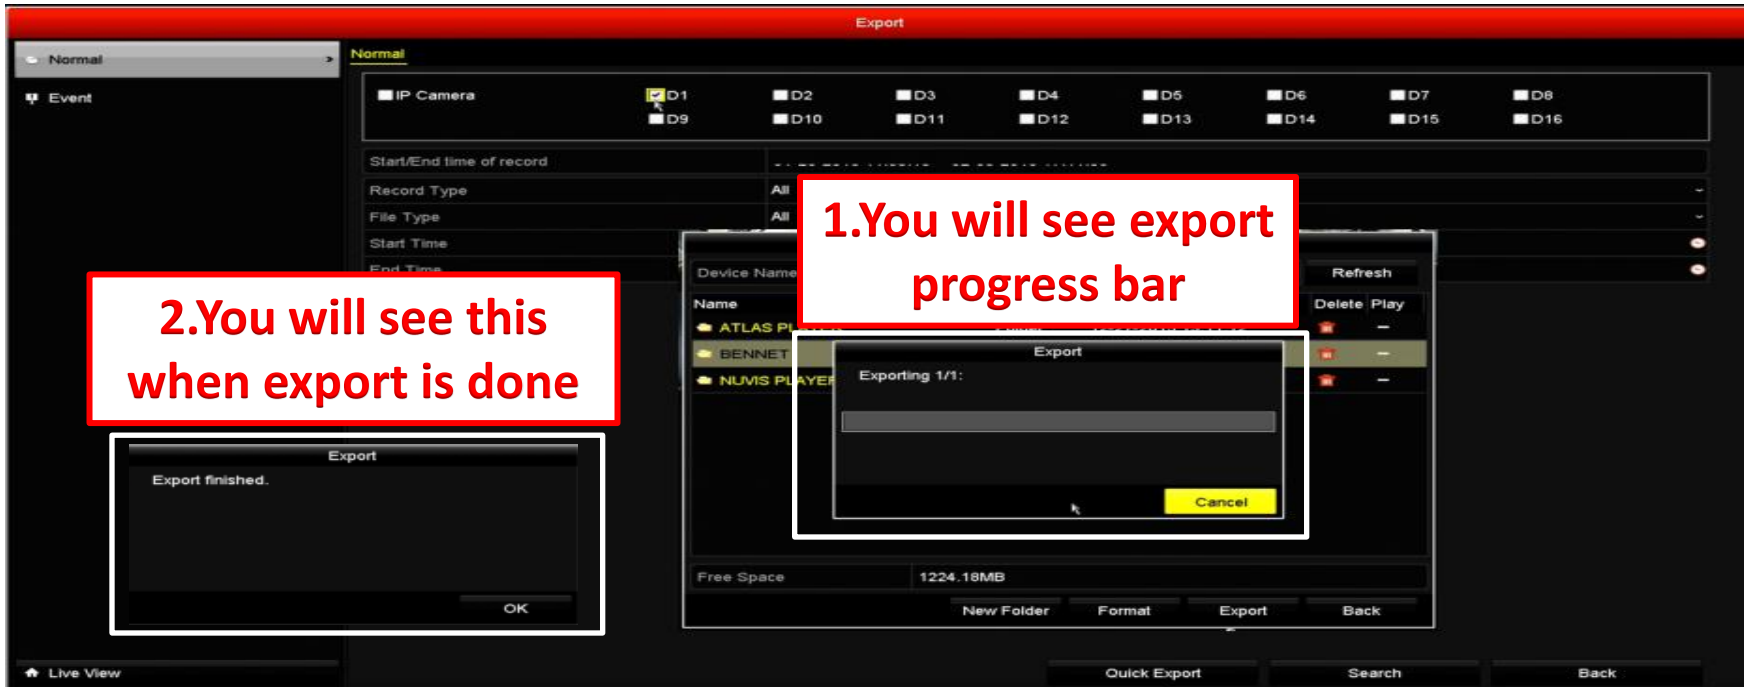 Export
Normal
Event
Normal
IP Camera D1 D2 D3 D4 D5 D6 D7 D8
D9 D10 D11 D12 D13 D14 D15 D16
Start/End time of record
Record Type All
File Type All
Start Time
End Time
1.You will see export
progress bar
2.You will see this
when export is done
Device Name Refresh
Name Delete Play
ATLAS PLAYER
BENNET
NUVIS PLAYER
Export
Exporting 1/1:
Cancel
Export
Export finished.
OK
Free Space 1224.18MB
New Folder Format Export Back
Live View
Quick Export Search Back